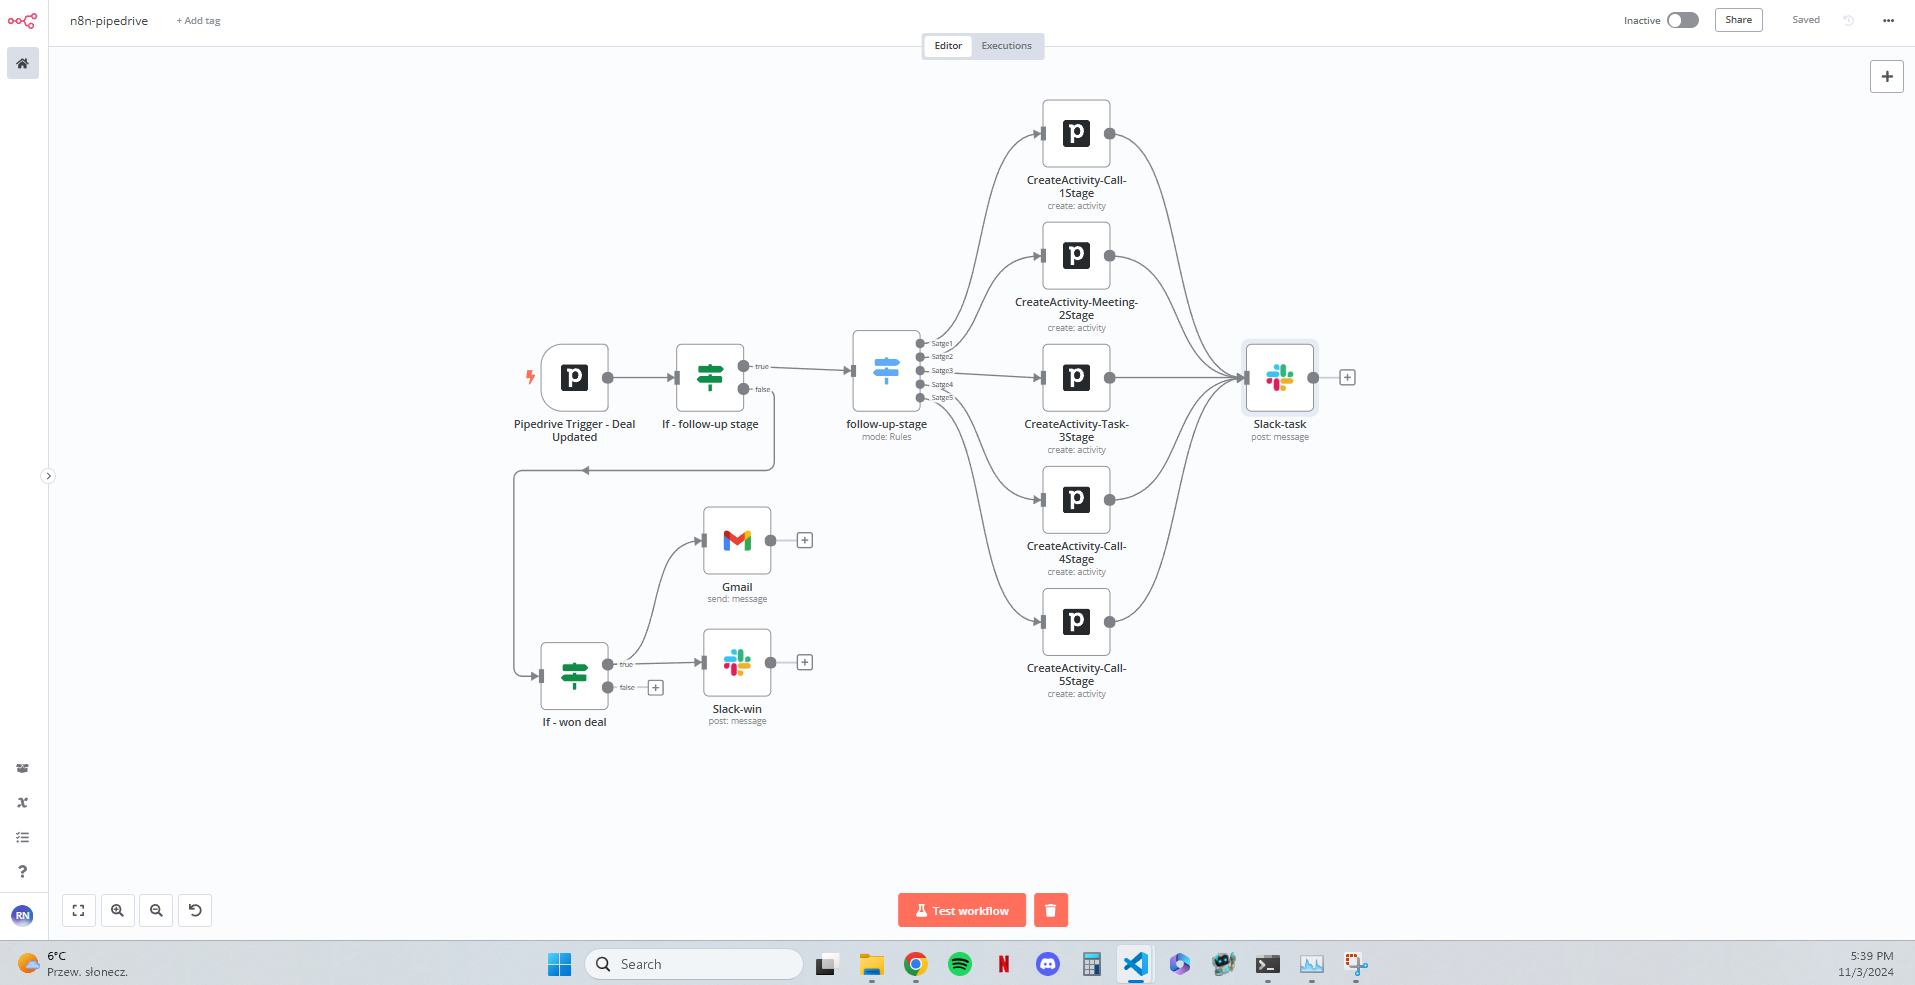 n8n-pipedrive
+ Add tag
Inactive
Share
Saved
Editor
Executions
CreateActivity-Call-
1Stage
create: activity
CreateActivity-Meeting-
2Stage
create: activity
Pipedrive Trigger - Deal
Updated
true
false
If - follow-up stage
Satge1
Satge2
Satge3
Satge4
Satge5
follow-up-stage
mode: Rules
CreateActivity-Task-
3Stage
create: activity
Slack-task
post: message
CreateActivity-Call-
4Stage
create: activity
Gmail
send: message
CreateActivity-Call-
5Stage
create: activity
true
false
If - won deal
Slack-win
post: message
RN
Test workflow
6°C
Przew. słonecz.
Search
5:39 PM
11/3/2024